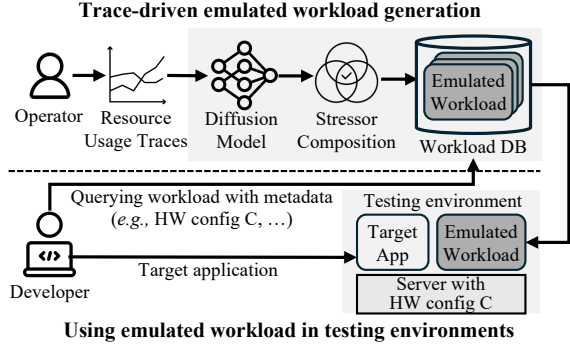 Trace-driven emulated workload generation
Operator
Resource
Usage Traces
Diffusion
Model
Stressor
Composition
Emulated
Workload
Workload DB
Querying workload with metadata
(e.g., HW config C, …)
Testing environment
</>
Developer
Target application
Target
App
Emulated
Workload
Server with
HW config C
Using emulated workload in testing environments